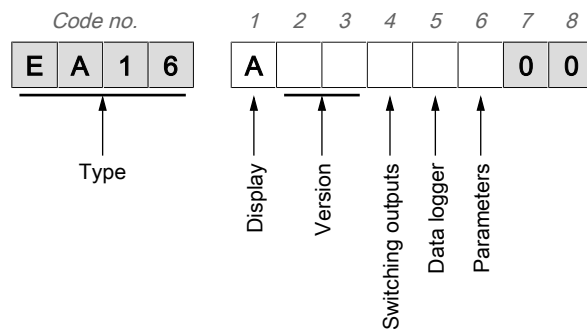 Code no. 1 2 3 4 5 6 7 8
E A 1 6 A 0 0
Type
Display
Version
Switching outputs
Data logger
Parameters